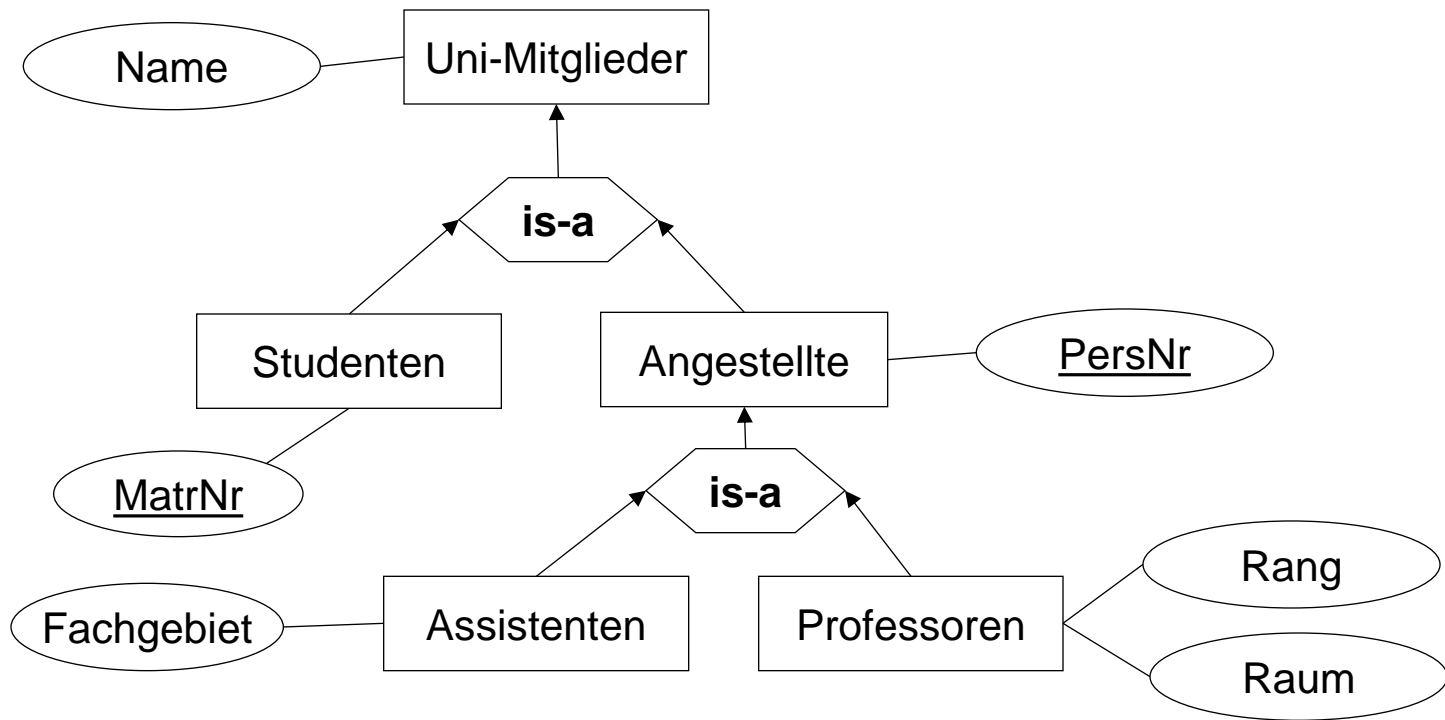 Name
Uni-Mitglieder
is-a
Studenten
Angestellte
PersNr
MatrNr
is-a
Fachgebiet
Assistenten
Professoren
Rang
Raum